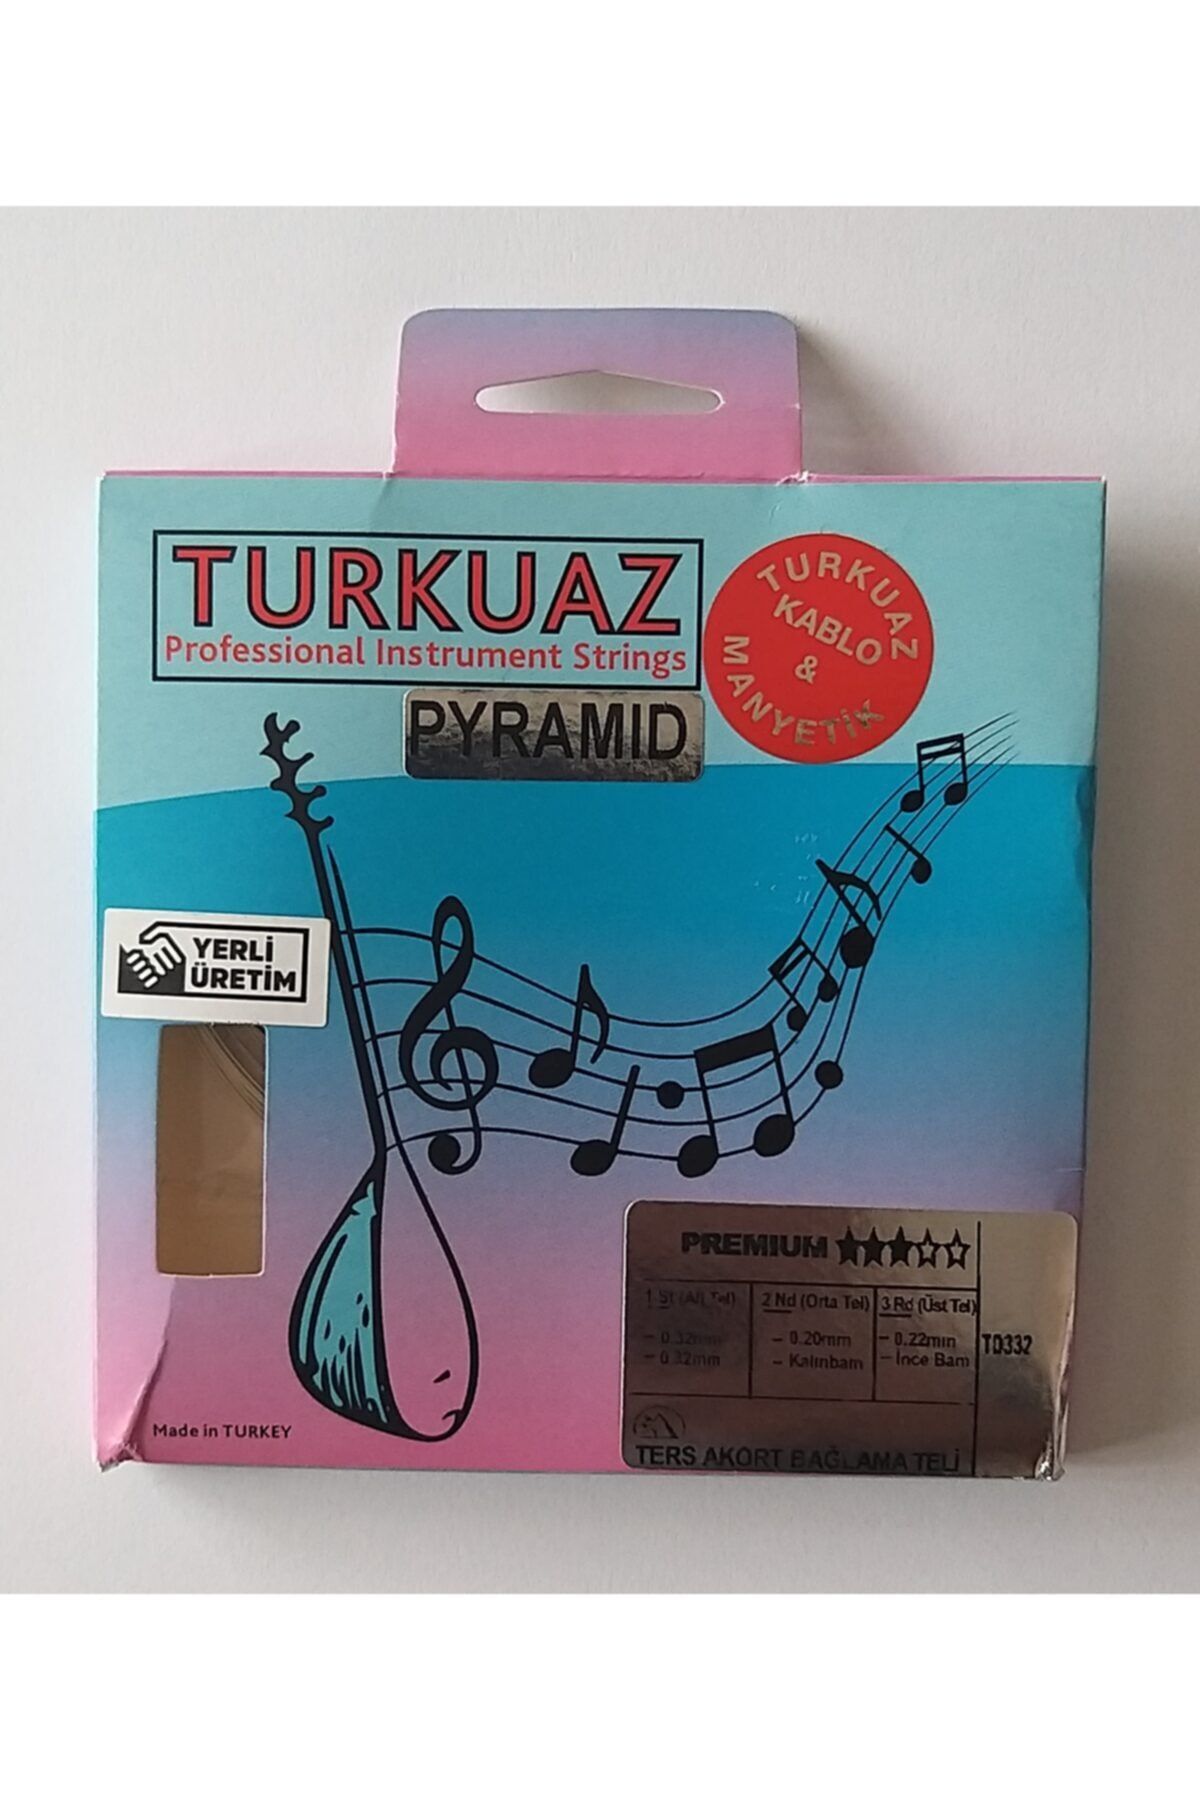 TURKUAZ
Professional Instrument Strings
PYRAMID
TURKUAZ
KABLO
&
MANYETİK
YERLİ
ÜRETİM
PREMIUM
1 St (Alt Tel)
- 0.32mm
- 0.32mm
2 Nd (Orta Tel)
- 0.20mm
- Kalınbam
3 Rd (Üst Tel)
- 0.22mm
- İnce Bam
TD332
TERS AKORT BAĞLAMA TELİ
Made in TURKEY